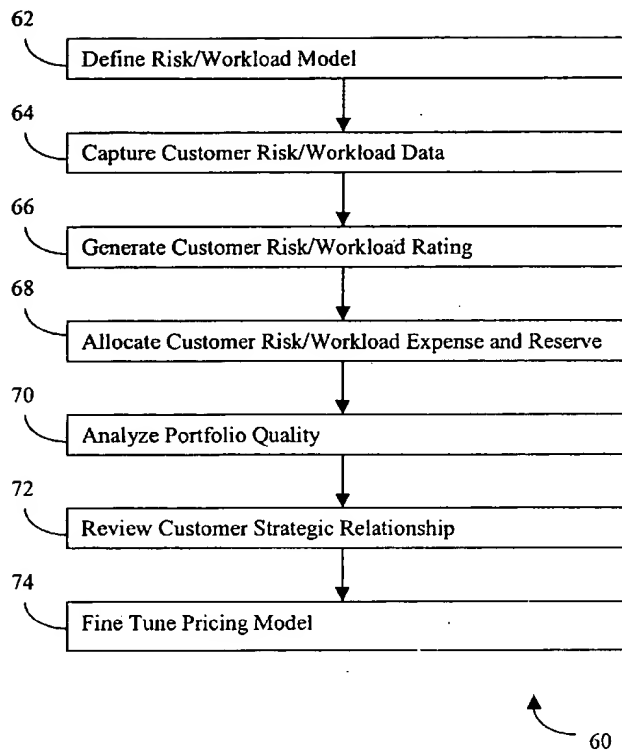 62
Define Risk/Workload Model
64
Capture Customer Risk/Workload Data
66
Generate Customer Risk/Workload Rating
68
Allocate Customer Risk/Workload Expense and Reserve
70
Analyze Portfolio Quality
72
Review Customer Strategic Relationship
74
Fine Tune Pricing Model
60